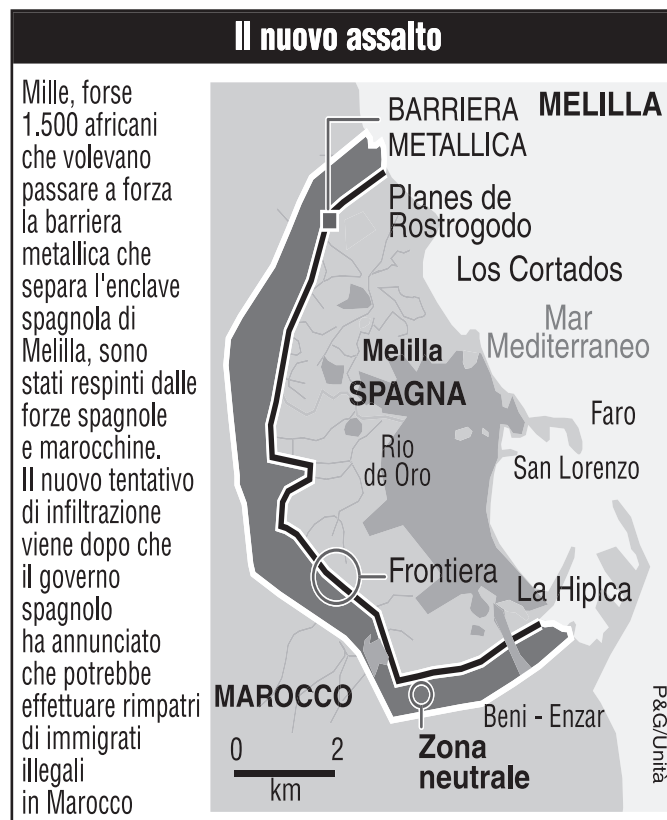 Il nuovo assalto
Mille, forse
1.500 africani
che volevano
passare a forza
la barriera
metallica che
separa l'enclave
spagnola di
Melilla, sono
stati respinti dalle
forze spagnole
e marocchine.
Il nuovo tentativo
di infiltrazione
viene dopo che
il governo
spagnolo
ha annunciato
che potrebbe
effettuare rimpatri
di immigrati
illegali
in Marocco
BARRIERA
METALLICA
MELILLA
Planes de
Rostrogodo
Los Cortados
Mar
Mediterraneo
Melilla
SPAGNA
Faro
Rio
de Oro
San Lorenzo
Frontiera
La Hiplca
MAROCCO
Beni - Enzar
Zona
neutrale
0 2
km
P&G/Unità